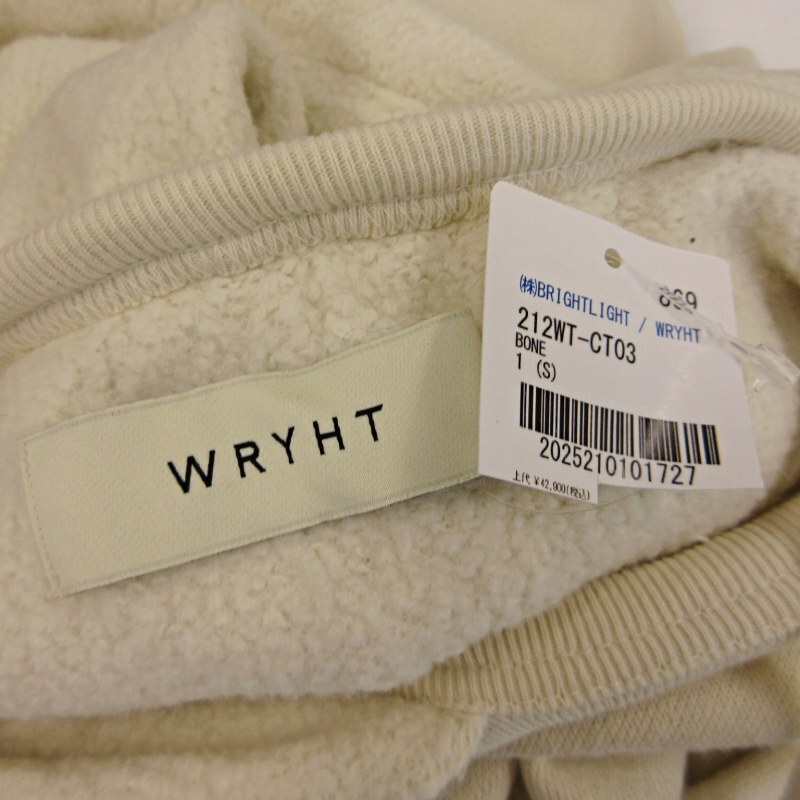 WRYHT
869
㈱BRIGHTLIGHT / WRYHT
212WT-CT03
BONE
1 (S)
2025210101727
上代 ¥42,900(税込)